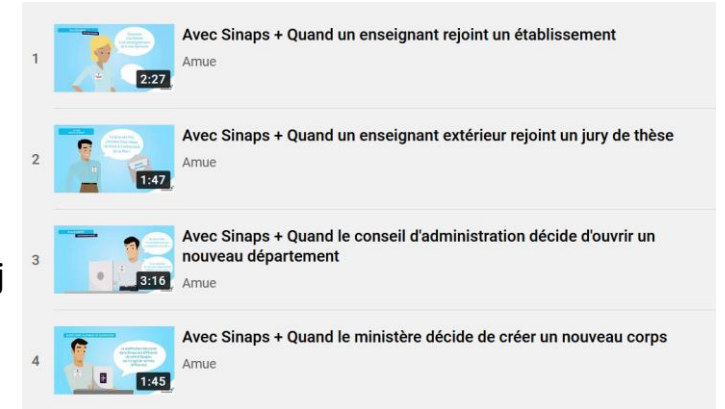 1
2:27
Avec Sinaps + Quand un enseignant rejoint un établissement
Amue
2
1:47
Avec Sinaps + Quand un enseignant extérieur rejoint un jury de thèse
Amue
j
3
3:16
Avec Sinaps + Quand le conseil d'administration décide d'ouvrir un
nouveau département
Amue
4
1:45
Avec Sinaps + Quand le ministère décide de créer un nouveau corps
Amue